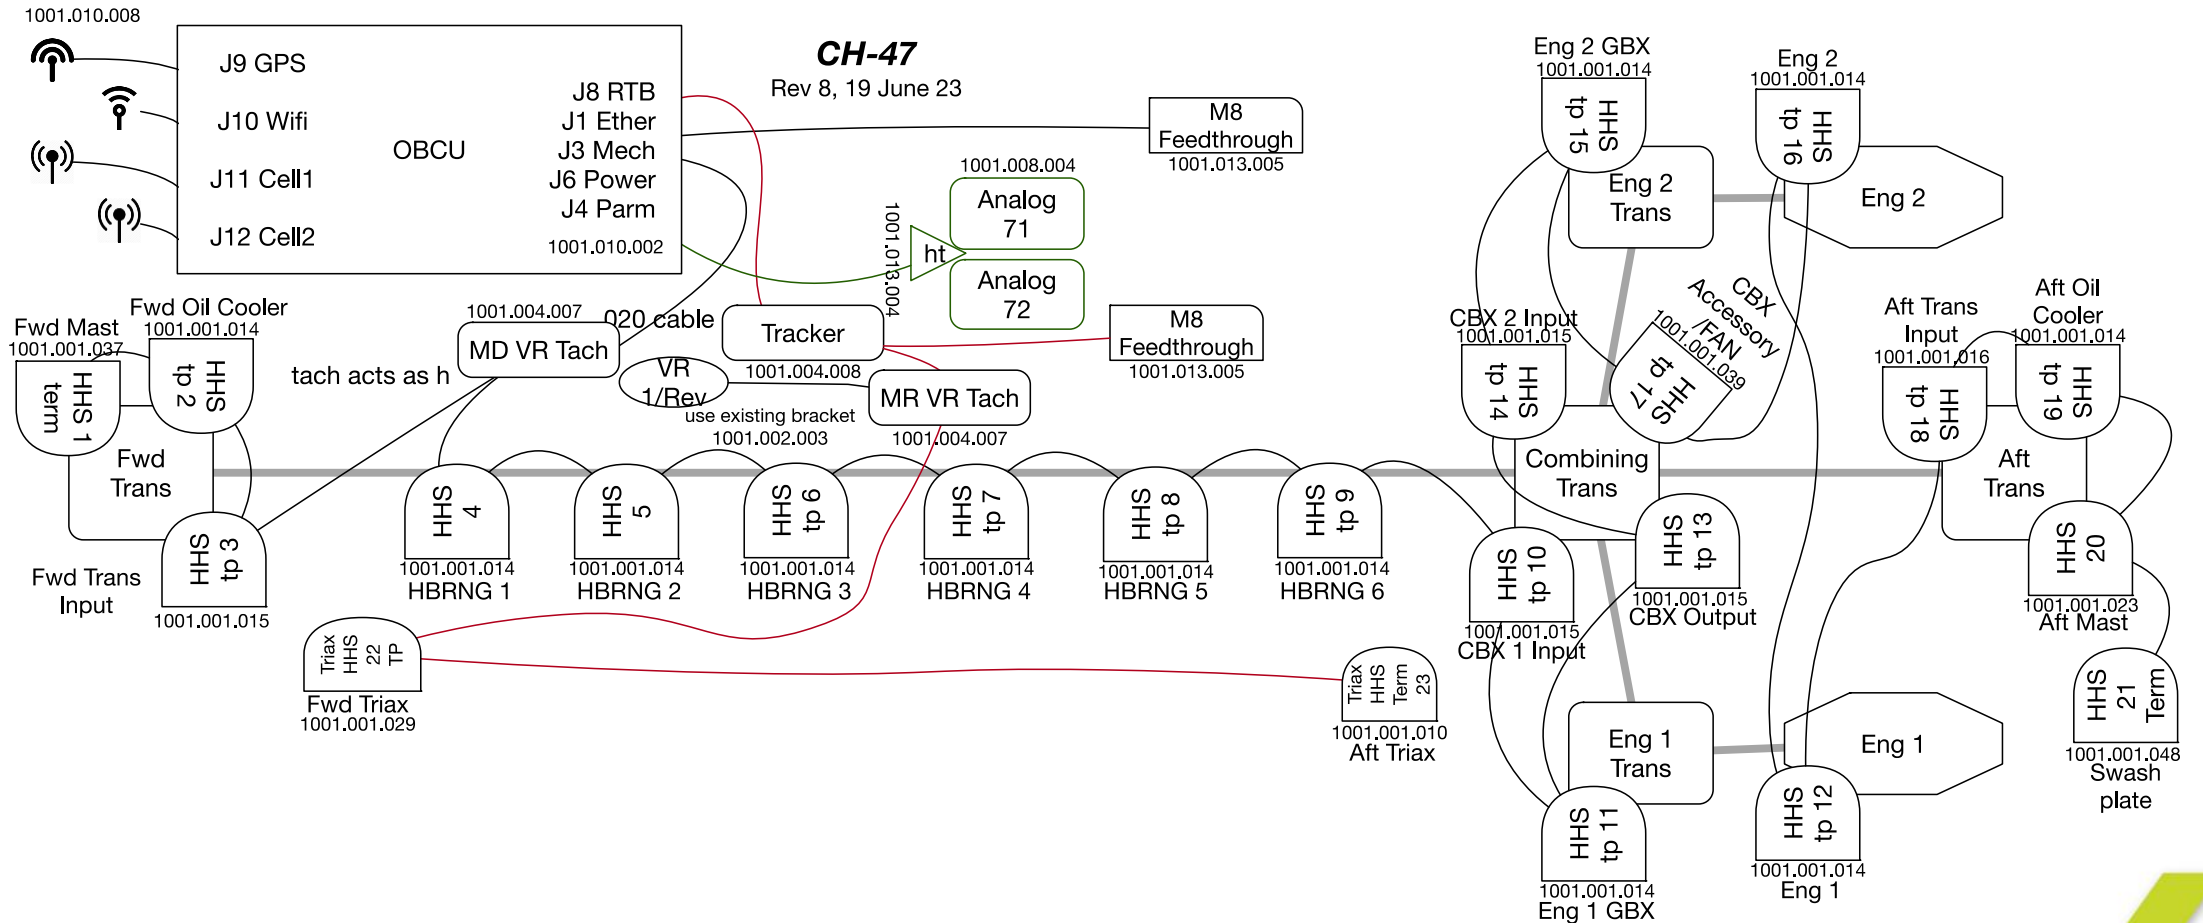 1001.010.008
J9 GPS
J10 Wifi
J11 Cell1
J12 Cell2
OBCU
J8 RTB
J1 Ether
J3 Mech
J6 Power
J4 Parm
1001.010.002
CH-47
Rev 8, 19 June 23
M8
Feedthrough
1001.013.005
1001.008.004
Analog
71
Analog
72
ht
1001.013.004
Fwd Oil Cooler
1001.001.014
HHS
tp 2
Fwd Mast
1001.001.037
HHS 1
term
Fwd
Trans
HHS
tp 3
1001.001.015
Fwd Trans
Input
tach acts as h
1001.004.007
MD VR Tach
020 cable
Tracker
VR
1/Rev
1001.004.008
use existing bracket
1001.002.003
MR VR Tach
1001.004.007
M8
Feedthrough
1001.013.005
HHS
4
1001.001.014
HBRNG 1
HHS
5
1001.001.014
HBRNG 2
HHS
tp 6
1001.001.014
HBRNG 3
HHS
tp 7
1001.001.014
HBRNG 4
HHS
tp 8
1001.001.014
HBRNG 5
HHS
tp 9
1001.001.014
HBRNG 6
Triax
HHS
22
TP
Fwd Triax
1001.001.029
Triax
HHS
Term
23
1001.001.010
Aft Triax
Eng 2 GBX
1001.001.014
HHS
tp 15
Eng 2
Trans
Eng 2
1001.001.014
HHS
tp 16
Eng 2
CBX 2 Input
1001.001.015
HHS
tp 14
CBX
Accessory
/FAN
1001.001.039
HHS
tp 17
Combining
Trans
HHS
tp 10
1001.001.015
CBX 1 Input
HHS
tp 13
1001.001.015
CBX Output
Aft Trans
Input
1001.001.016
HHS
tp 18
Aft Oil
Cooler
1001.001.014
HHS
tp 19
Aft
Trans
HHS
20
1001.001.023
Aft Mast
HHS
21
Term
1001.001.048
Swash
plate
Eng 1
Trans
HHS
tp 11
1001.001.014
Eng 1 GBX
Eng 1
HHS
tp 12
1001.001.014
Eng 1